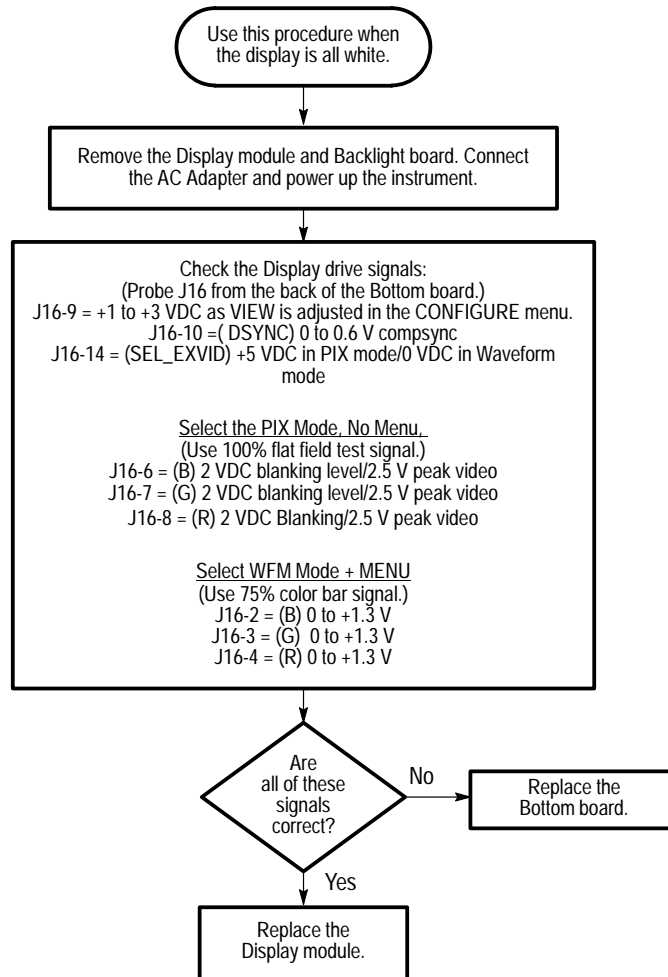 Use this procedure when
the display is all white.
Remove the Display module and Backlight board. Connect
the AC Adapter and power up the instrument.
Check the Display drive signals:
(Probe J16 from the back of the Bottom board.)
J16-9 = +1 to +3 VDC as VIEW is adjusted in the CONFIGURE menu.
J16-10 =( DSYNC) 0 to 0.6 V compsync
J16-14 = (SEL_EXVID) +5 VDC in PIX mode/0 VDC in Waveform
mode
Select the PIX Mode, No Menu,
(Use 100% flat field test signal.)
J16-6 = (B) 2 VDC blanking level/2.5 V peak video
J16-7 = (G) 2 VDC blanking level/2.5 V peak video
J16-8 = (R) 2 VDC Blanking/2.5 V peak video
Select WFM Mode + MENU
(Use 75% color bar signal.)
J16-2 = (B) 0 to +1.3 V
J16-3 = (G) 0 to +1.3 V
J16-4 = (R) 0 to +1.3 V
Are
all of these
signals
correct?
No
Replace the
Bottom board.
Yes
Replace the
Display module.